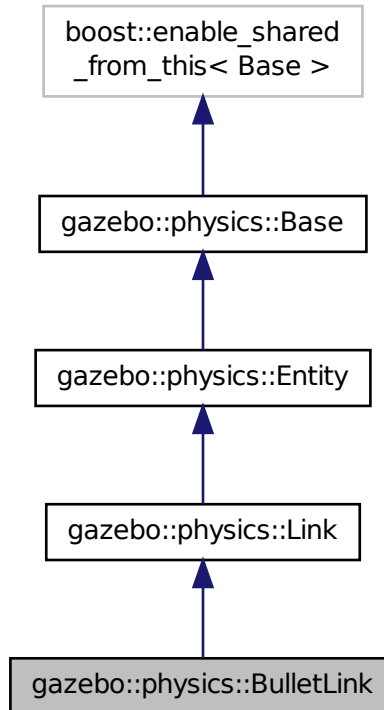 boost::enable_shared
_from_this< Base >
gazebo::physics::Base
gazebo::physics::Entity
gazebo::physics::Link
gazebo::physics::BulletLink